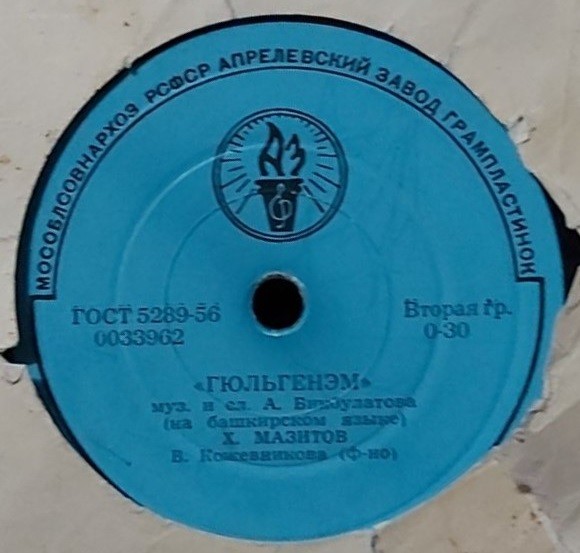 МОСОБЛСОВНАРХОЗ РСФСР АПРЕЛЕВСКИЙ ЗАВОД ГРАМПЛАСТИНОК
АЗ
ГОСТ 5289-56
0033962
Вторая гр.
0-30
«ГЮЛЬГЕНЭМ»
муз. и сл. А. Бикбулатова
(на башкирском языке)
Х. МАЗИТОВ
В. Кожевникова (ф-но)